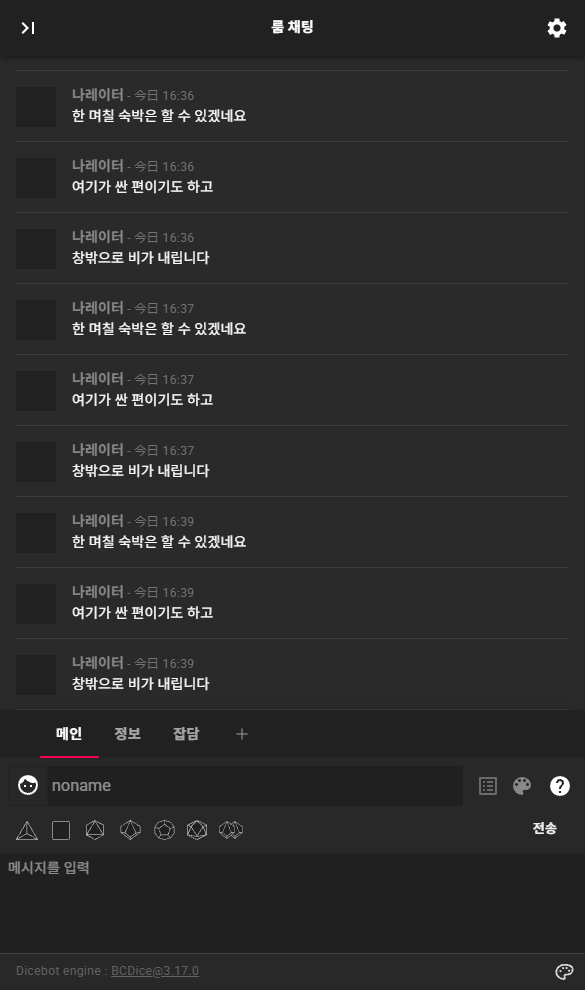 룸 채팅
나레이터 - 今日 16:36
한 며칠 숙박은 할 수 있겠네요
나레이터 - 今日 16:36
여기가 싼 편이기도 하고
나레이터 - 今日 16:36
창밖으로 비가 내립니다
나레이터 - 今日 16:37
한 며칠 숙박은 할 수 있겠네요
나레이터 - 今日 16:37
여기가 싼 편이기도 하고
나레이터 - 今日 16:37
창밖으로 비가 내립니다
나레이터 - 今日 16:39
한 며칠 숙박은 할 수 있겠네요
나레이터 - 今日 16:39
여기가 싼 편이기도 하고
나레이터 - 今日 16:39
창밖으로 비가 내립니다
메인 정보 잡담 +
noname
전송
메시지를 입력
Dicebot engine : BCDice@3.17.0